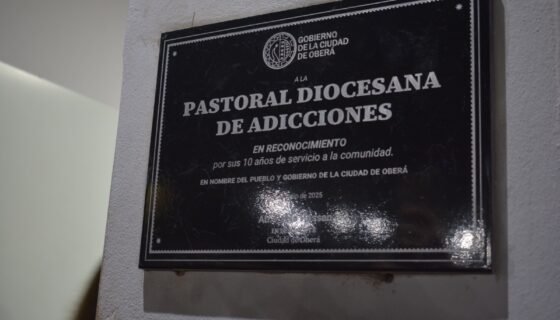 GOBIERNO
DE LA CIUDAD
DE OBERÁ
A LA
PASTORAL DIOCESANA
DE ADICCIONES
EN RECONOCIMIENTO
por sus 10 años de servicio a la comunidad.
EN NOMBRE DEL PUEBLO Y GOBIERNO DE LA CIUDAD DE OBERÁ
de 2025
Ciudad de Oberá